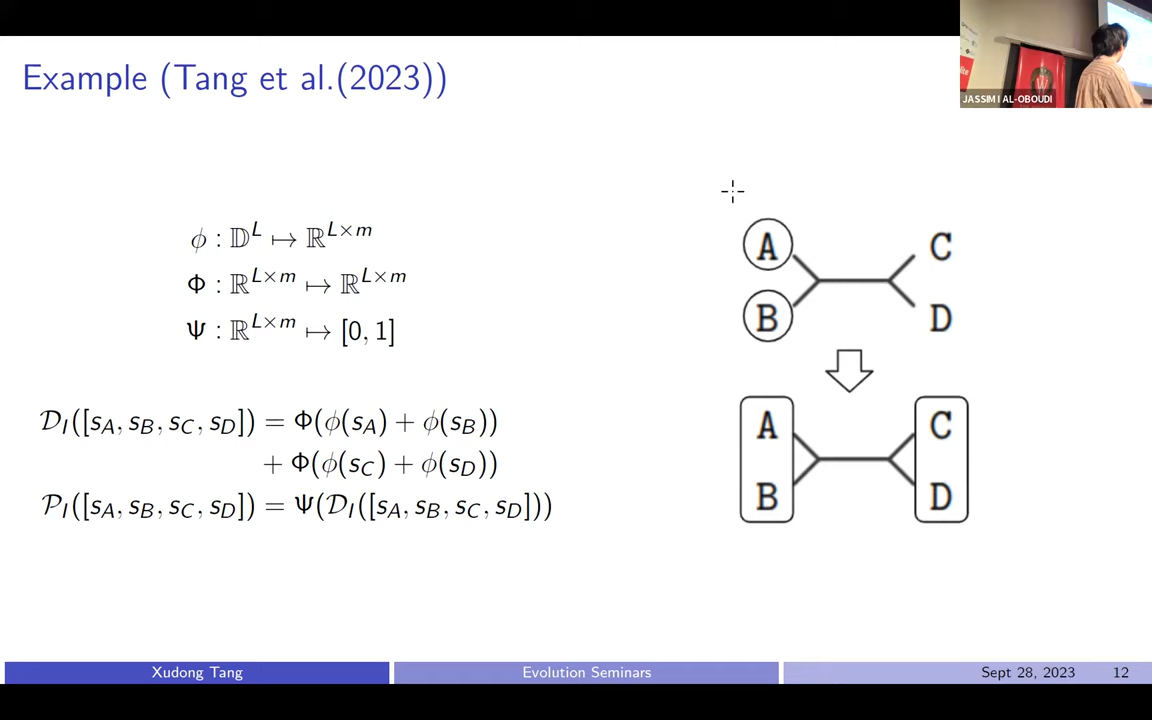 Example (Tang et al.(2023))
JASSIM I AL-OBOUDI
ϕ : 𝔻^L ↦ ℝ^{L×m}
Φ : ℝ^{L×m} ↦ ℝ^{L×m}
Ψ : ℝ^{L×m} ↦ [0, 1]
𝒟_I([s_A, s_B, s_C, s_D]) = Φ(ϕ(s_A) + ϕ(s_B))
+ Φ(ϕ(s_C) + ϕ(s_D))
𝒫_I([s_A, s_B, s_C, s_D]) = Ψ(𝒟_I([s_A, s_B, s_C, s_D]))
A C
B D
A C
B D
Xudong Tang Evolution Seminars Sept 28, 2023 12